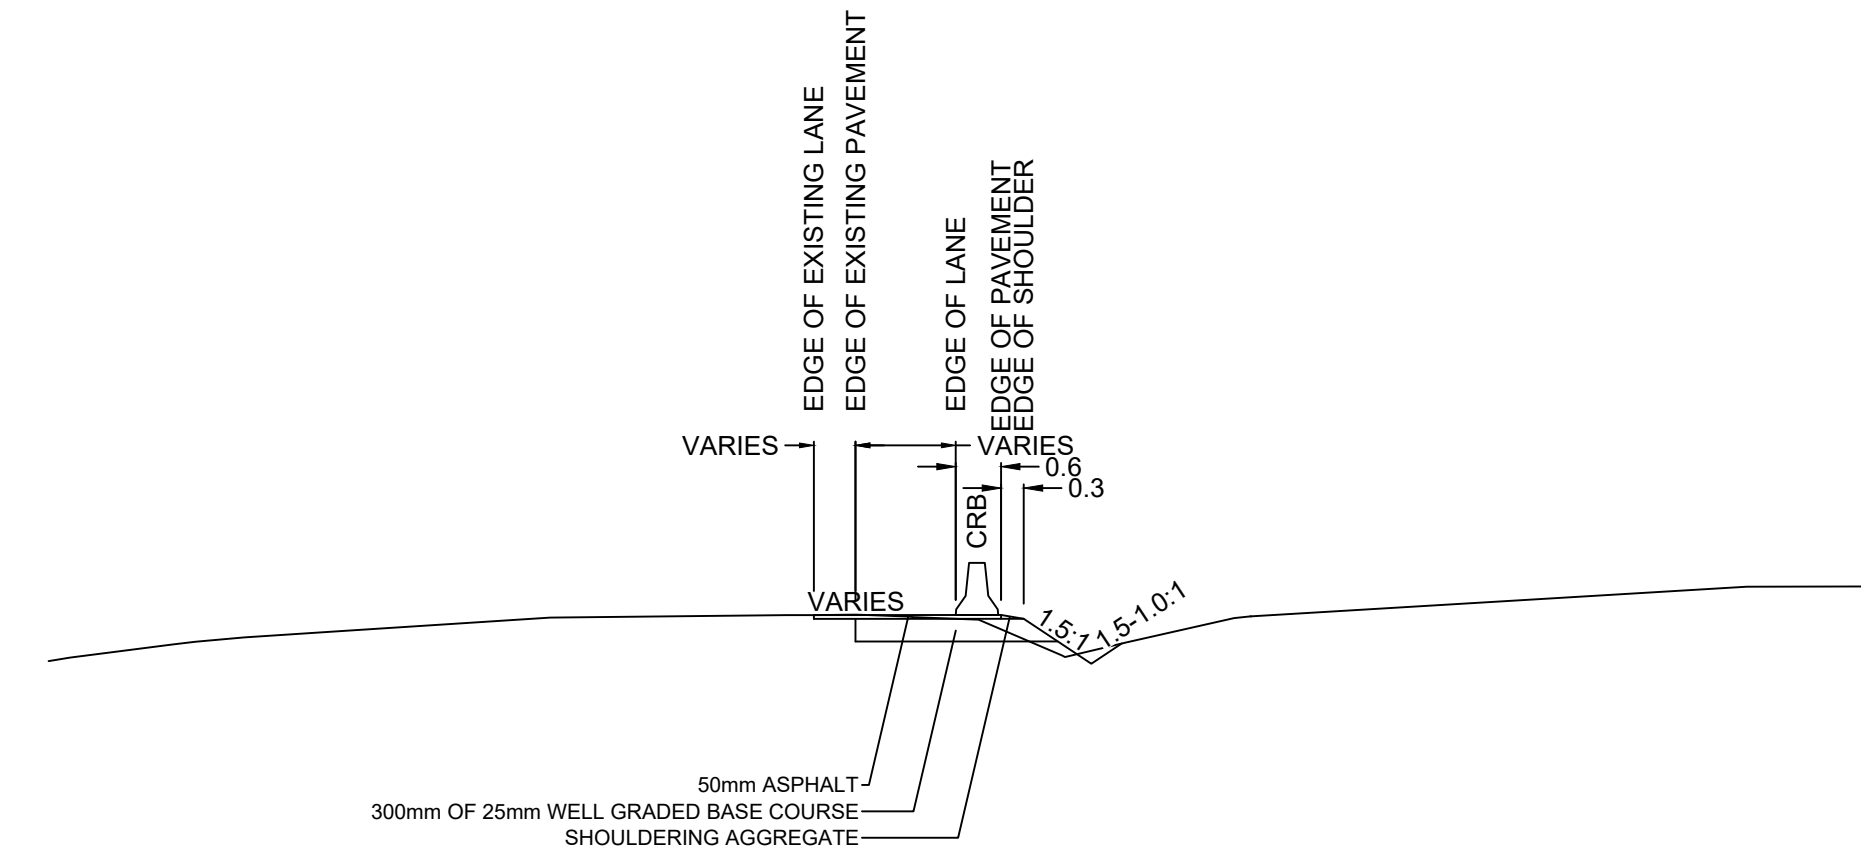 EDGE OF EXISTING LANE
EDGE OF EXISTING PAVEMENT
EDGE OF LANE
EDGE OF PAVEMENT
EDGE OF SHOULDER
VARIES
VARIES
0.6
0.3
CRB
VARIES
1.5:1
1.5-1.0:1
50mm ASPHALT
300mm OF 25mm WELL GRADED BASE COURSE
SHOULDERING AGGREGATE